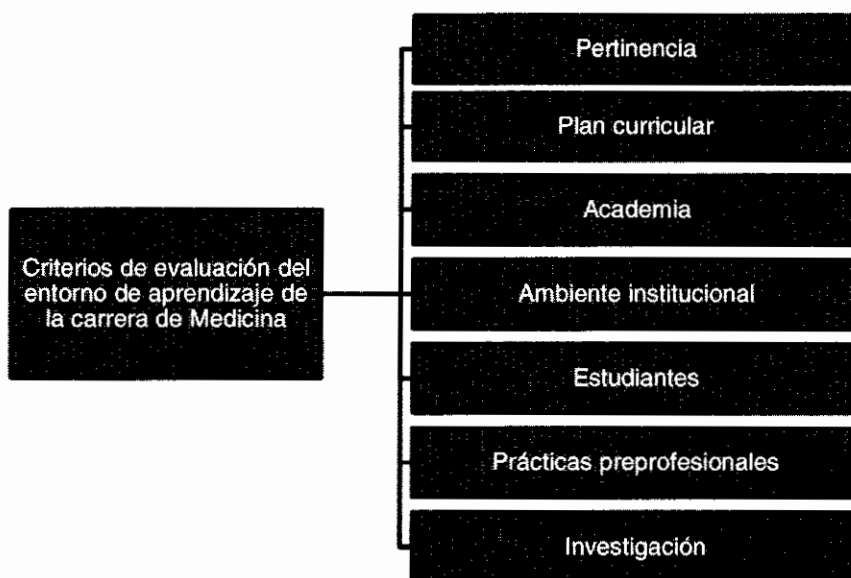 Pertinencia
Plan curricular
Academia
Criterios de evaluación del
entorno de aprendizaje de
la carrera de Medicina
Ambiente institucional
Estudiantes
Prácticas preprofesionales
Investigación